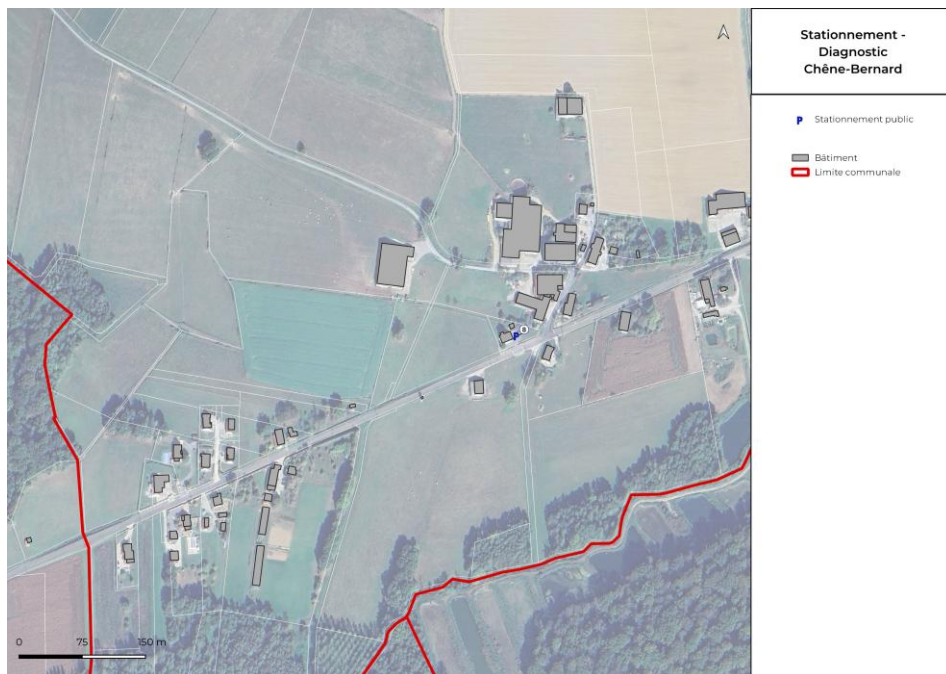 Stationnement -
Diagnostic
Chêne-Bernard
P Stationnement public
Bâtiment
Limite communale
P
0 75 150 m